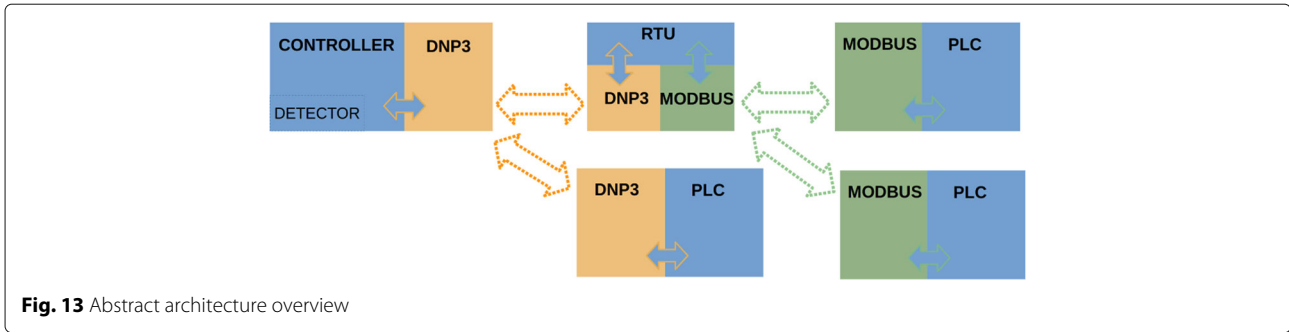 CONTROLLER
DNP3
DETECTOR
RTU
DNP3
MODBUS
MODBUS
PLC
DNP3
PLC
MODBUS
PLC
Fig. 13 Abstract architecture overview